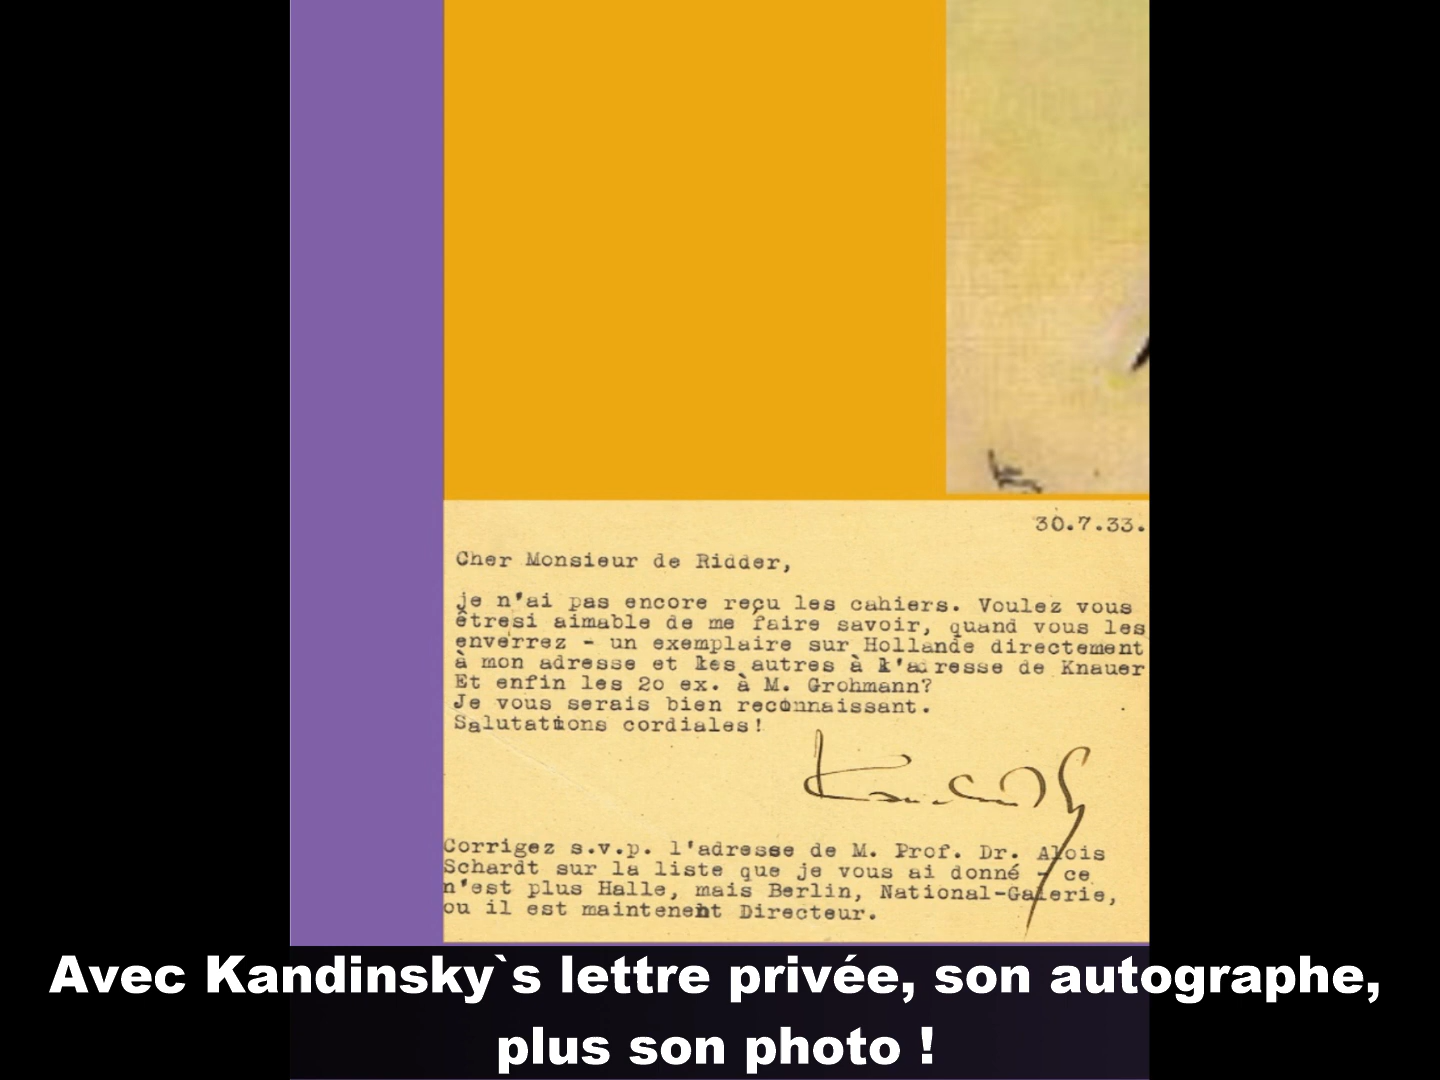 30.7.33.
Cher Monsieur de Ridder,
je n'ai pas encore reçu les cahiers. Voulez vous
êtresi aimable de me faire savoir, quand vous les
enverrez - un exemplaire sur Hollande directement
à mon adresse et les autres à l'adresse de Knauer
Et enfin les 20 ex. à M. Grohmann?
Je vous serais bien reconnaissant.
Salutations cordiales!
Kandinsky
Corrigez s.v.p. l'adresse de M. Prof. Dr. Alois
Schardt sur la liste que je vous ai donné - ce
n'est plus Halle, mais Berlin, National-Galerie,
ou il est maintenent Directeur.
Avec Kandinsky`s lettre privée, son autographe,
plus son photo !